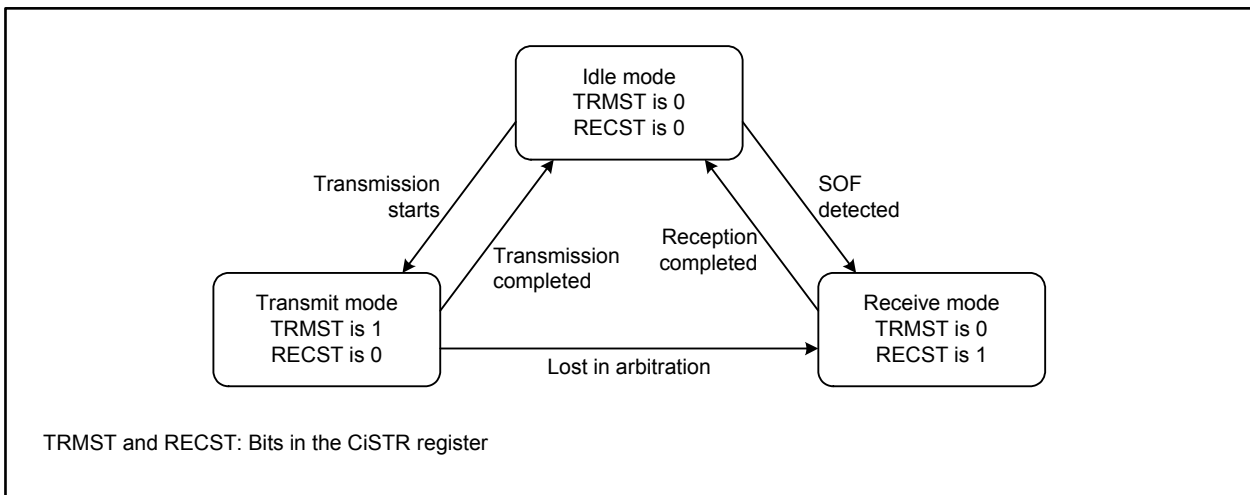 Idle mode
TRMST is 0
RECST is 0
Transmission
starts
SOF
detected
Transmission
completed
Reception
completed
Transmit mode
TRMST is 1
RECST is 0
Receive mode
TRMST is 0
RECST is 1
Lost in arbitration
TRMST and RECST: Bits in the CiSTR register